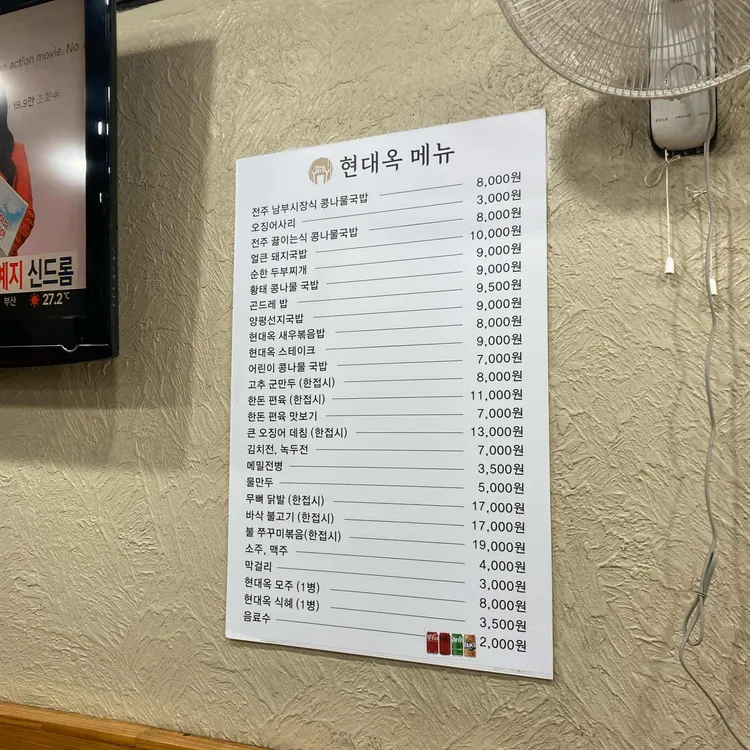 on action movie. No
19.9만 조회수
예지 신드롬
부산 27.2℃
현대옥 메뉴
전주 남부시장식 콩나물국밥 8,000원
오징어사리 3,000원
전주 끓이는식 콩나물국밥 8,000원
얼큰 돼지국밥 10,000원
순한 두부찌개 9,000원
황태 콩나물 국밥 9,000원
곤드레 밥 9,500원
양평선지국밥 9,000원
현대옥 새우볶음밥 8,000원
현대옥 스테이크 9,000원
어린이 콩나물 국밥 7,000원
고추 군만두 (한접시) 8,000원
한돈 편육 (한접시) 11,000원
한돈 편육 맛보기 7,000원
큰 오징어 데침 (한접시) 13,000원
김치전, 녹두전 7,000원
메밀전병 3,500원
물만두 5,000원
무뼈 닭발 (한접시) 17,000원
바삭 불고기 (한접시) 17,000원
불 쭈꾸미볶음(한접시) 19,000원
소주, 맥주 4,000원
막걸리 3,000원
현대옥 모주 (1병) 8,000원
현대옥 식혜 (1병) 3,500원
음료수 2,000원